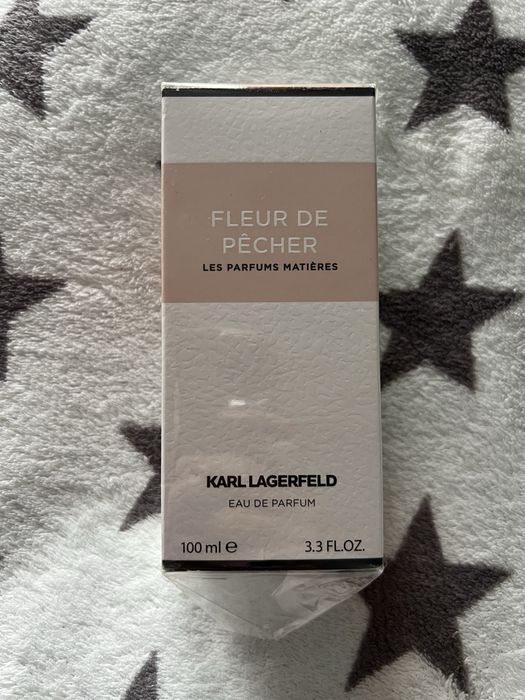 FLEUR DE
PÊCHER
LES PARFUMS MATIÈRES
KARL LAGERFELD
EAU DE PARFUM
100 ml ℮ 3.3 FL.OZ.